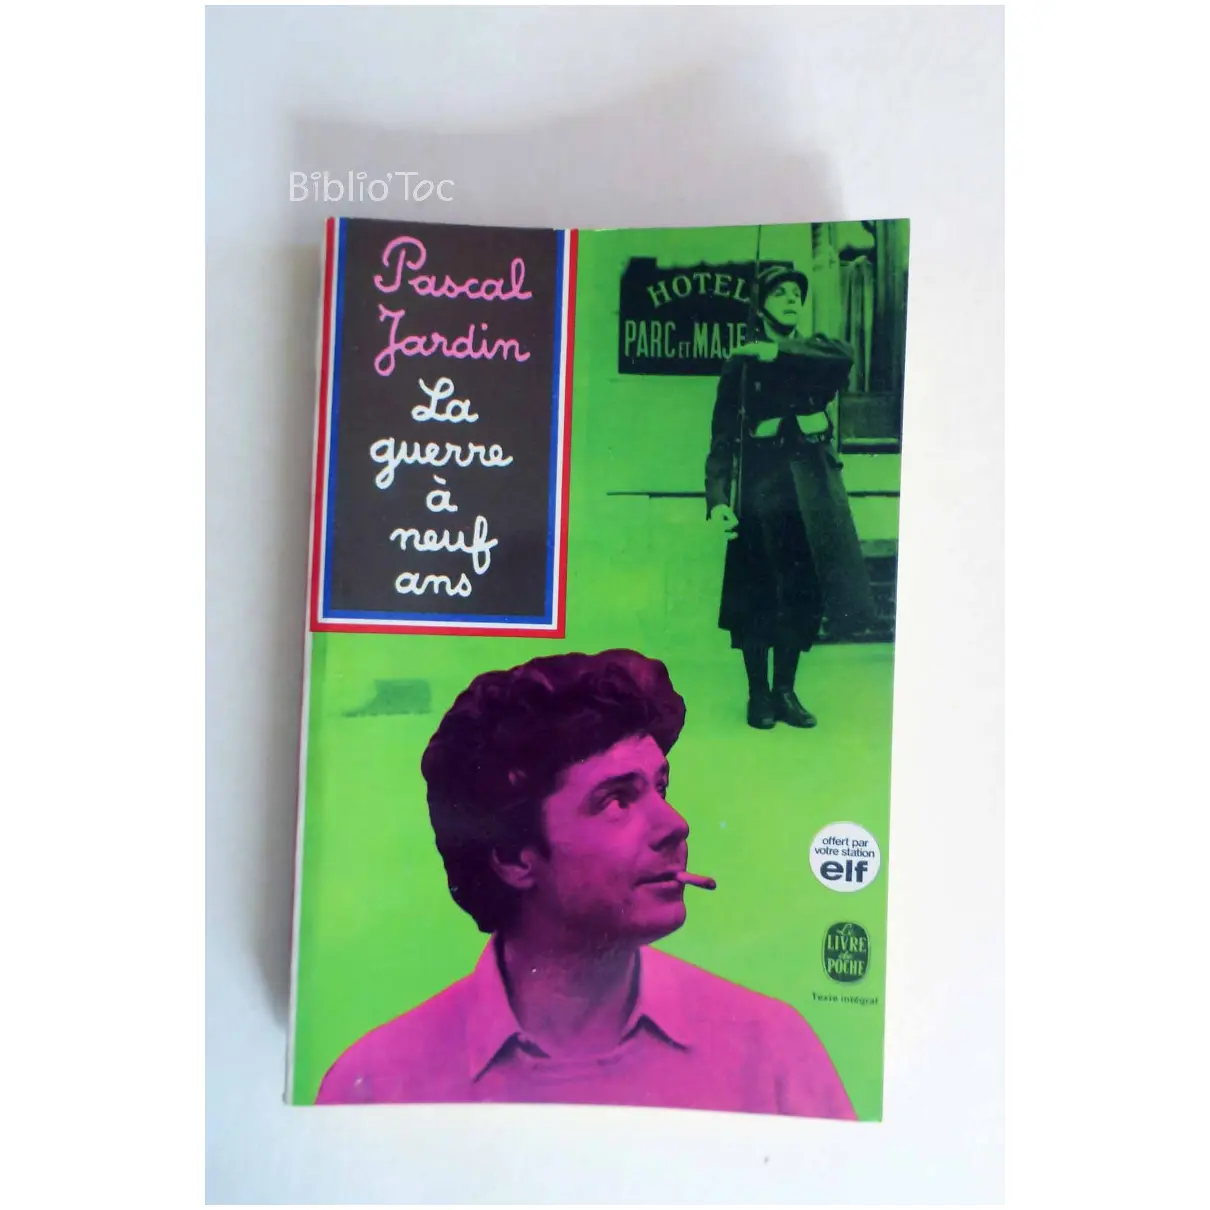 Biblio'Toc
Pascal
Jardin
La
guerre
à
neuf
ans
HOTEL
PARC ET MAJE
offert par
votre station
elf
Le
LIVRE
de
POCHE
Texte intégral